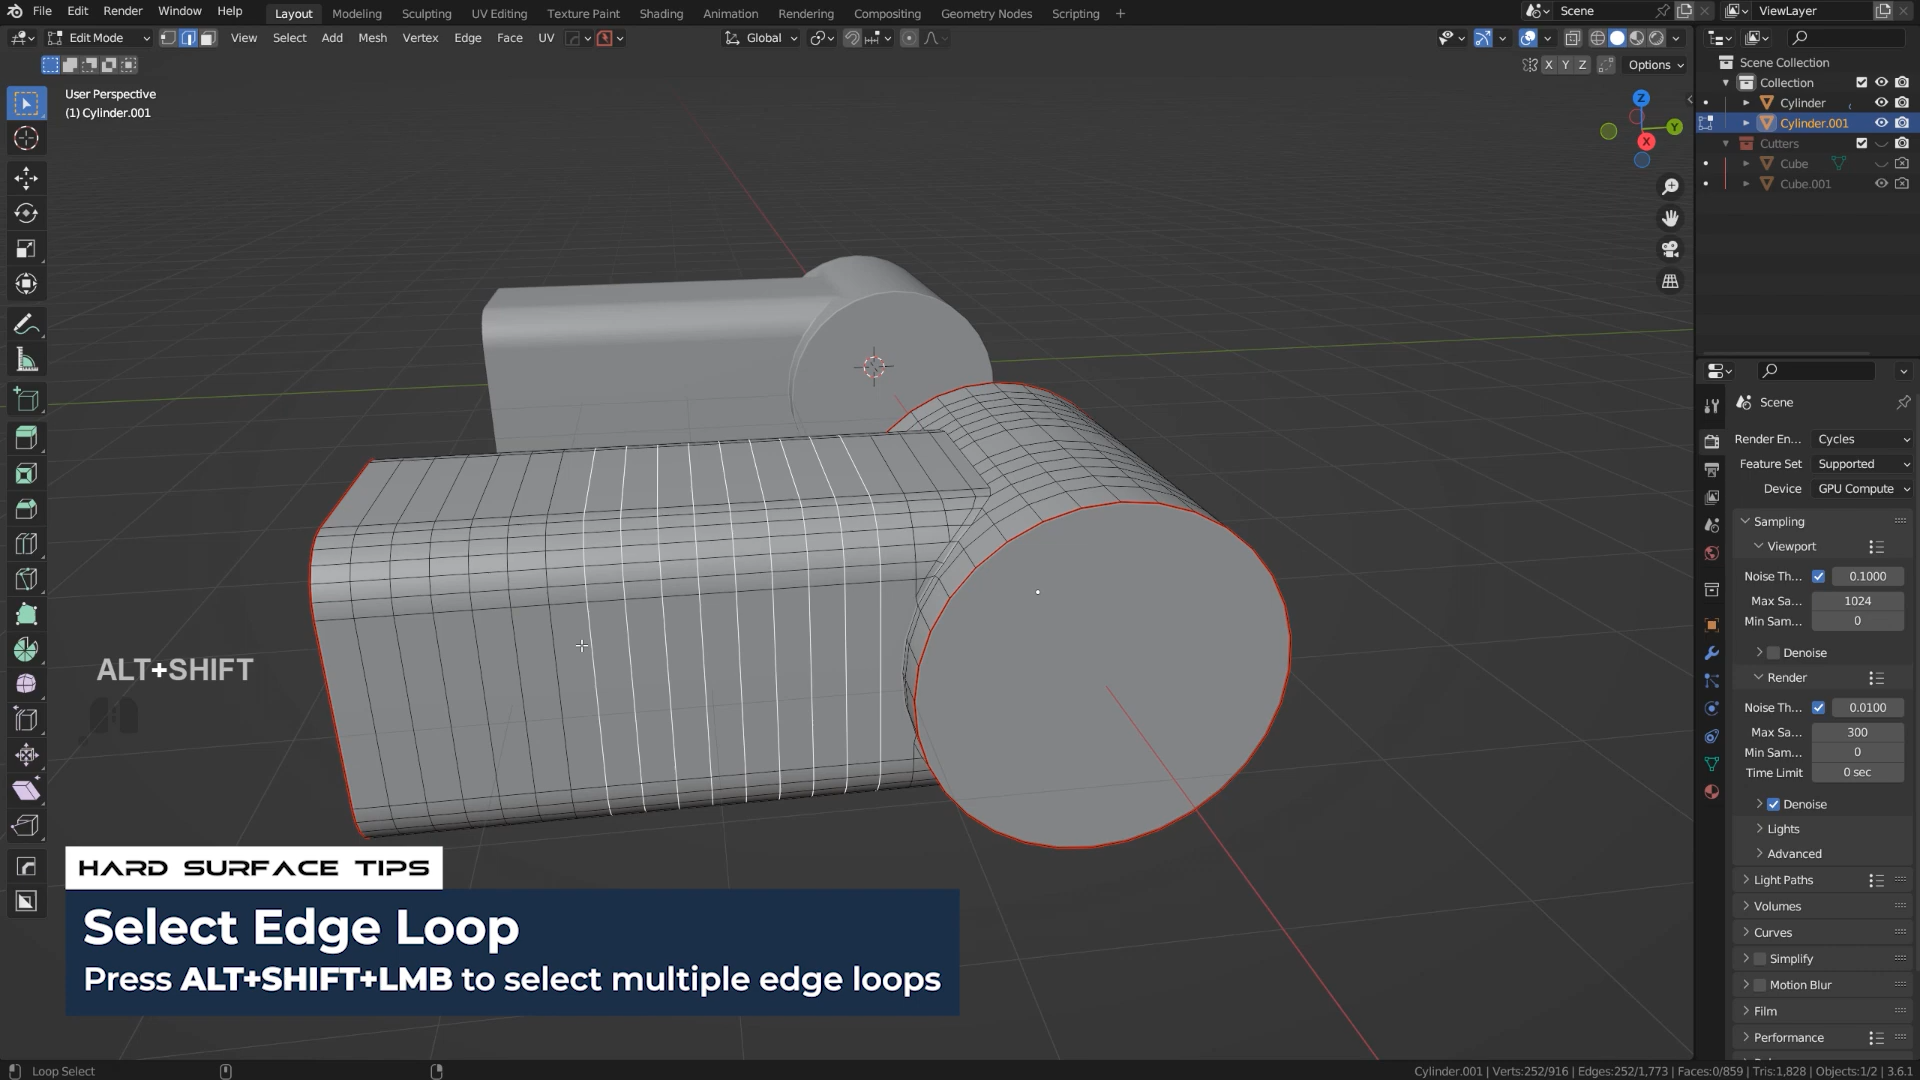 File Edit Render Window Help Layout Modeling Sculpting UV Editing Texture Paint Shading Animation Rendering Compositing Geometry Nodes Scripting + Scene ViewLayer
Edit Mode View Select Add Mesh Vertex Edge Face UV Global
X Y Z Options
User Perspective
(1) Cylinder.001
Z
Y
X
Scene Collection
Collection
Cylinder
Cylinder.001
Cutters
Cube
Cube.001
Scene
Render En... Cycles
Feature Set Supported
Device GPU Compute
Sampling
Viewport
Noise Th... 0.1000
Max Sa... 1024
Min Sam... 0
Denoise
Render
Noise Th... 0.0100
Max Sa... 300
Min Sam... 0
Time Limit 0 sec
Denoise
Lights
Advanced
Light Paths
Volumes
Curves
Simplify
Motion Blur
Film
Performance
ALT+SHIFT
HARD SURFACE TIPS
Select Edge Loop
Press ALT+SHIFT+LMB to select multiple edge loops
Loop Select
Cylinder.001 | Verts:252/916 | Edges:252/1,773 | Faces:0/859 | Tris:1,828 | Objects:1/2 | 3.6.1